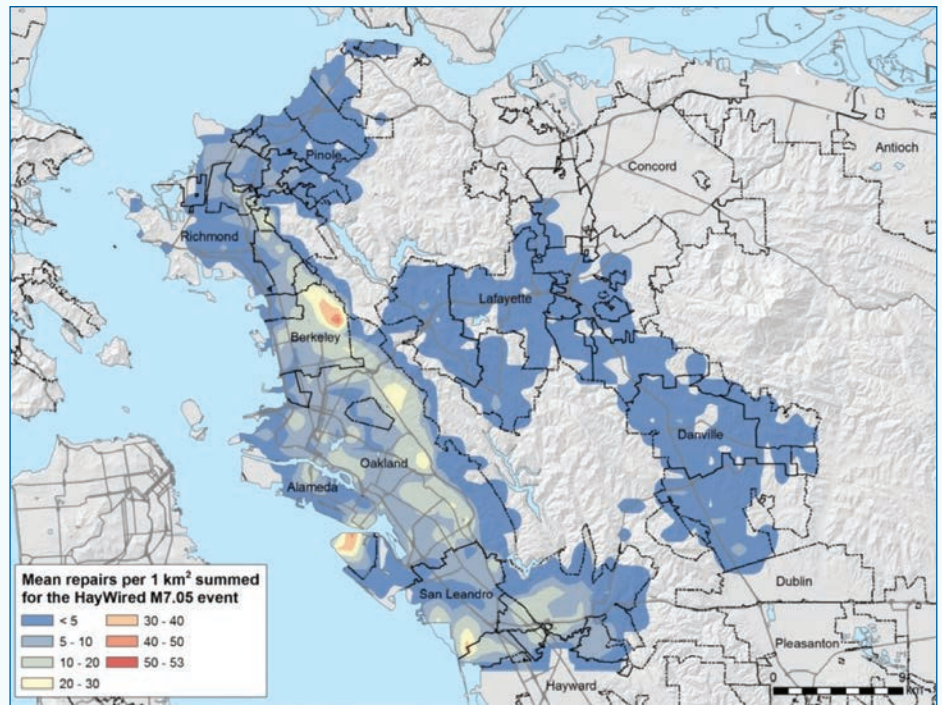 Antioch
Concord
Pinole
Richmond
Lafayette
Berkeley
Danville
Oakland
Alameda
San Leandro
Dublin
Pleasanton
Hayward
Mean repairs per 1 km² summed
for the HayWired M7.05 event
< 5
5 - 10
10 - 20
20 - 30
30 - 40
40 - 50
50 - 53
0 9
km